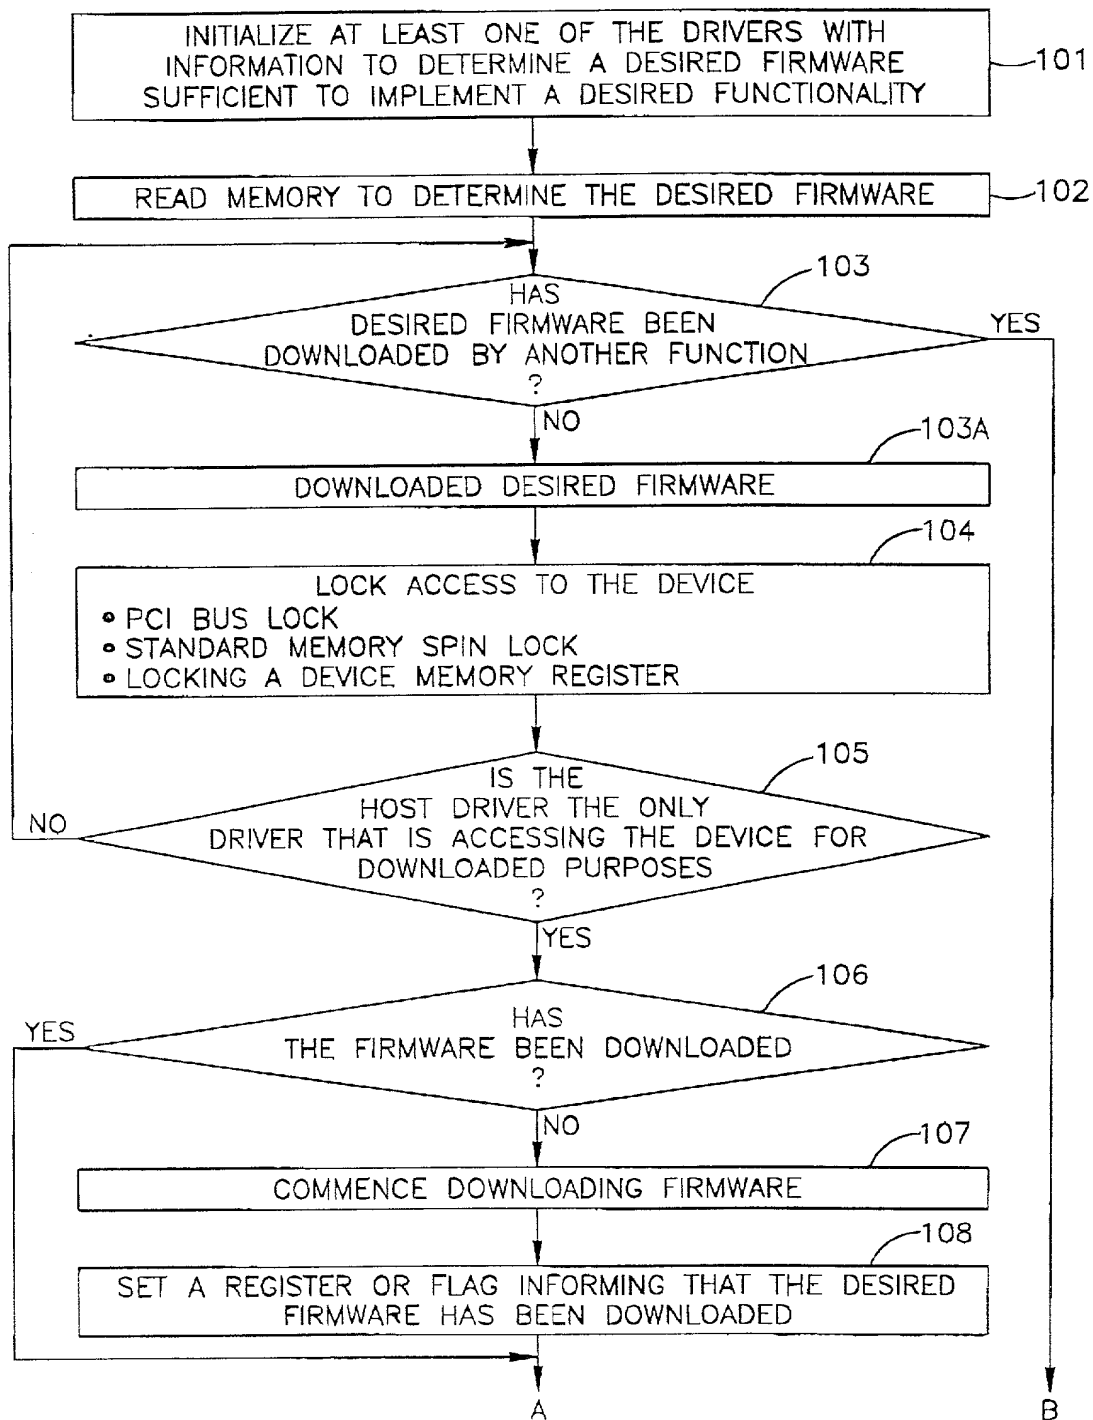 INITIALIZE AT LEAST ONE OF THE DRIVERS WITH
INFORMATION TO DETERMINE A DESIRED FIRMWARE
SUFFICIENT TO IMPLEMENT A DESIRED FUNCTIONALITY
101
READ MEMORY TO DETERMINE THE DESIRED FIRMWARE
102
103
HAS
DESIRED FIRMWARE BEEN
DOWNLOADED BY ANOTHER FUNCTION
?
YES
NO
103A
DOWNLOADED DESIRED FIRMWARE
104
LOCK ACCESS TO THE DEVICE
• PCI BUS LOCK
• STANDARD MEMORY SPIN LOCK
• LOCKING A DEVICE MEMORY REGISTER
105
IS THE
HOST DRIVER THE ONLY
DRIVER THAT IS ACCESSING THE DEVICE FOR
DOWNLOADED PURPOSES
?
NO
YES
106
HAS
THE FIRMWARE BEEN DOWNLOADED
?
YES
NO
107
COMMENCE DOWNLOADING FIRMWARE
108
SET A REGISTER OR FLAG INFORMING THAT THE DESIRED
FIRMWARE HAS BEEN DOWNLOADED
A
B